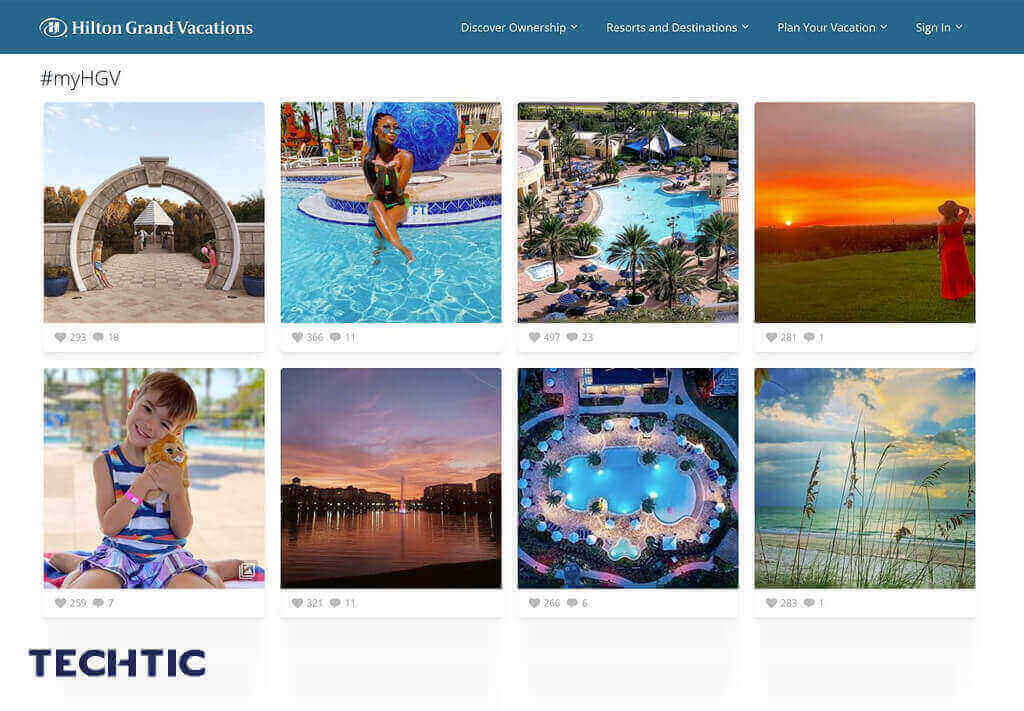 Hilton Grand Vacations
Discover Ownership
Resorts and Destinations
Plan Your Vacation
Sign In
#myHGV
FT
293 18
366 11
497 23
281 1
259 7
321 11
266 6
283 1
TECHTIC